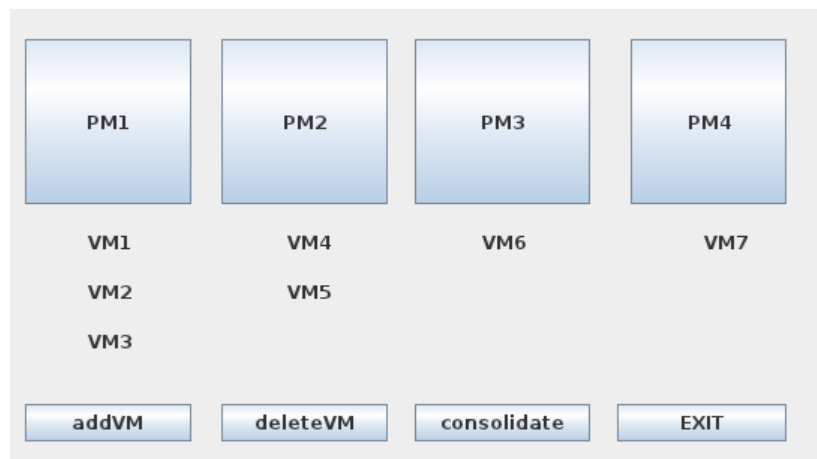 PM1 PM2 PM3 PM4
VM1 VM4 VM6 VM7
VM2 VM5
VM3
addVM deleteVM consolidate EXIT